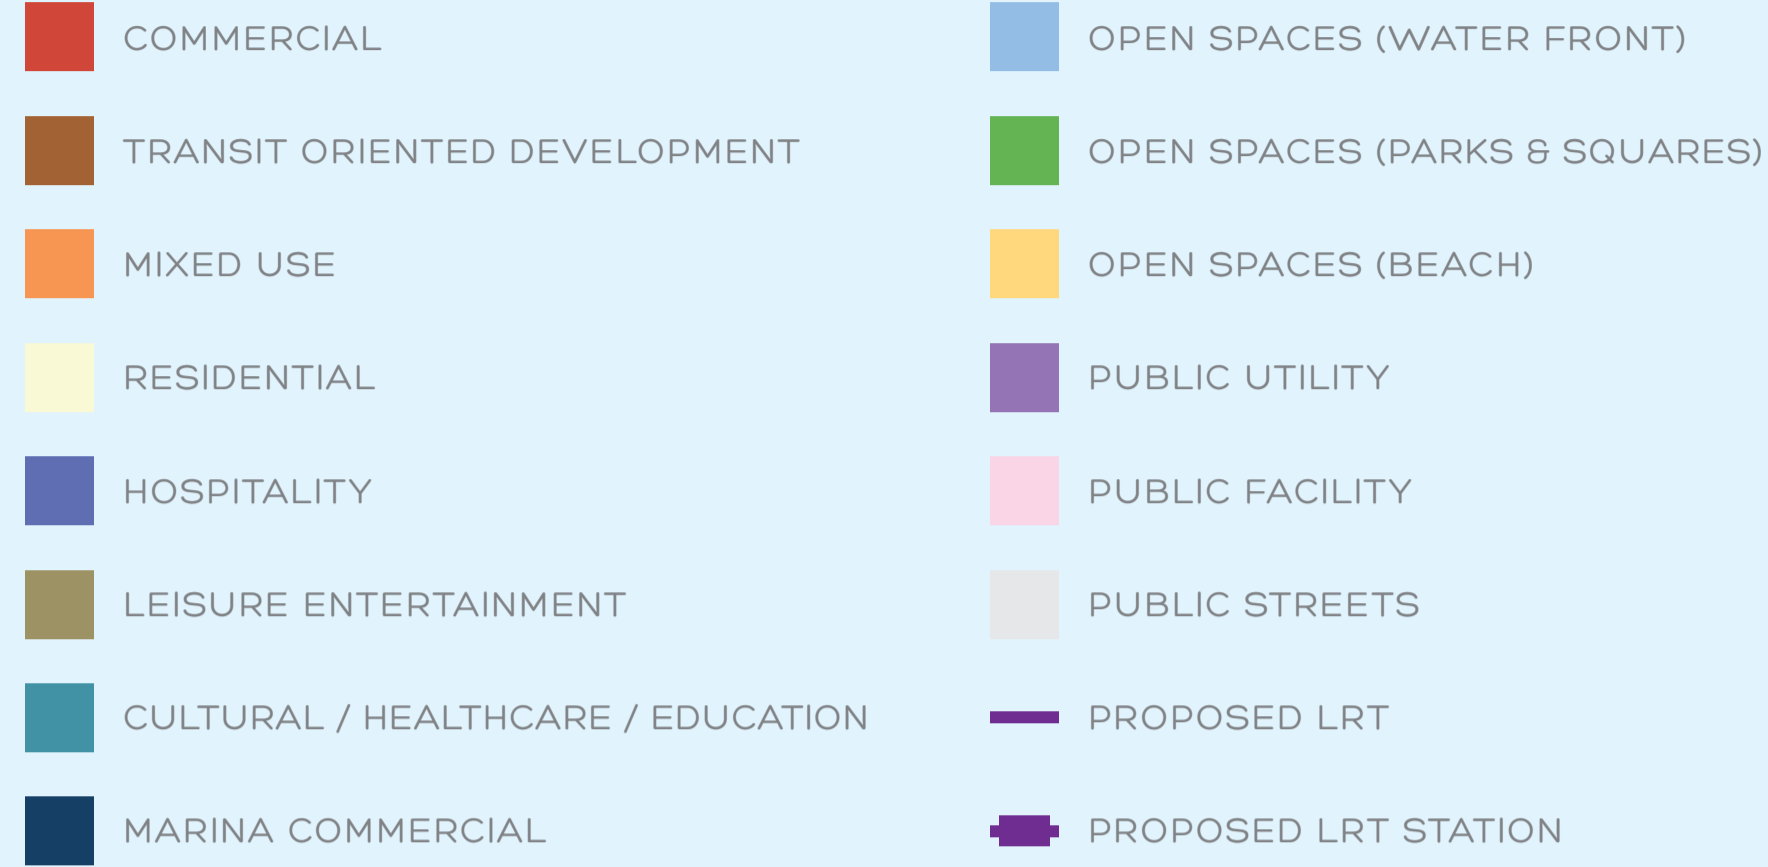 COMMERCIAL
TRANSIT ORIENTED DEVELOPMENT
MIXED USE
RESIDENTIAL
HOSPITALITY
LEISURE ENTERTAINMENT
CULTURAL / HEALTHCARE / EDUCATION
MARINA COMMERCIAL
OPEN SPACES (WATER FRONT)
OPEN SPACES (PARKS & SQUARES)
OPEN SPACES (BEACH)
PUBLIC UTILITY
PUBLIC FACILITY
PUBLIC STREETS
PROPOSED LRT
PROPOSED LRT STATION